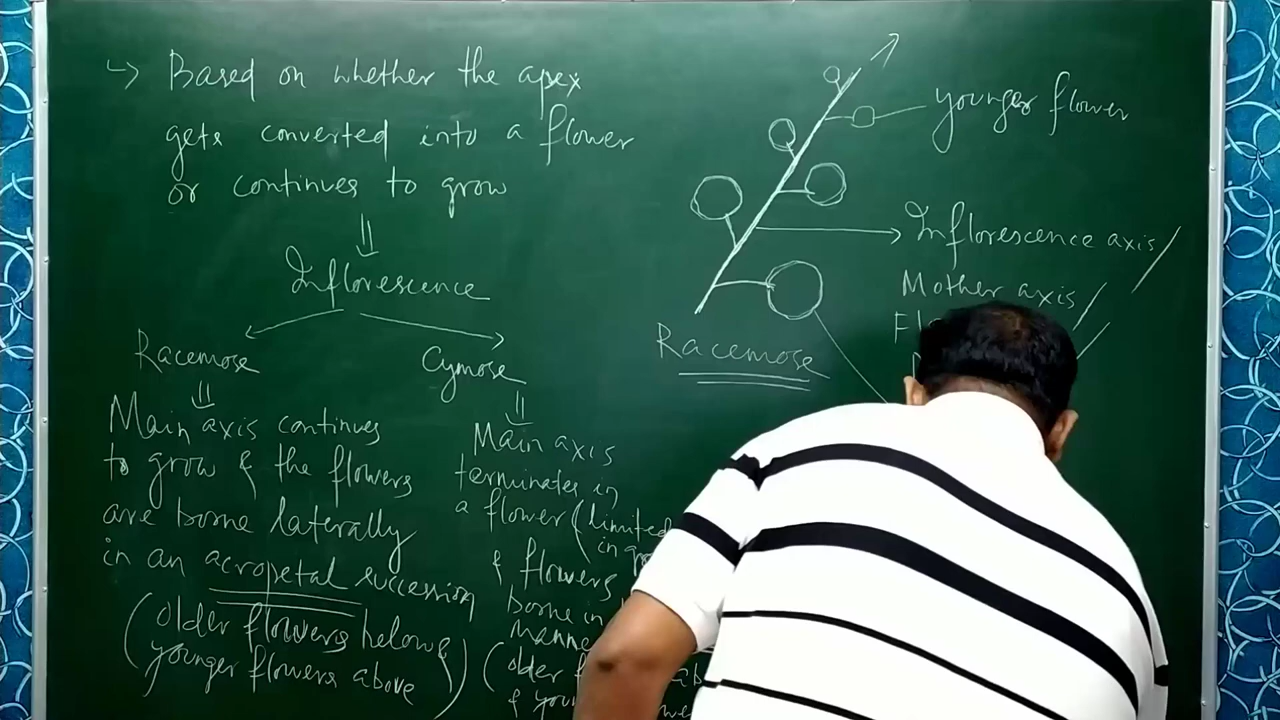 ↳ Based on whether the apex
gets converted into a flower
or continues to grow
Inflorescence
Racemose
Cymose
Main axis continues
to grow & the flowers
are borne laterally
in an acropetal succession
(older flowers below &
younger flowers above)
Main axis
terminates in
a flower (limited
in
& flowers
borne in
(older
&
younger flower
Inflorescence axis/
Mother axis/
Racemose